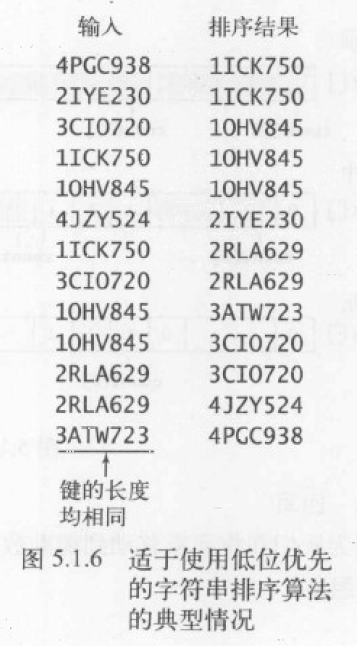 输入 排序结果
4PGC938 1ICK750
2IYE230 1ICK750
3CIO720 1OHV845
1ICK750 1OHV845
1OHV845 1OHV845
4JZY524 2IYE230
1ICK750 2RLA629
3CIO720 2RLA629
1OHV845 3ATW723
1OHV845 3CIO720
2RLA629 3CIO720
2RLA629 4JZY524
3ATW723 4PGC938
键的长度
均相同
图 5.1.6 适于使用低位优先
的字符串排序算法
的典型情况